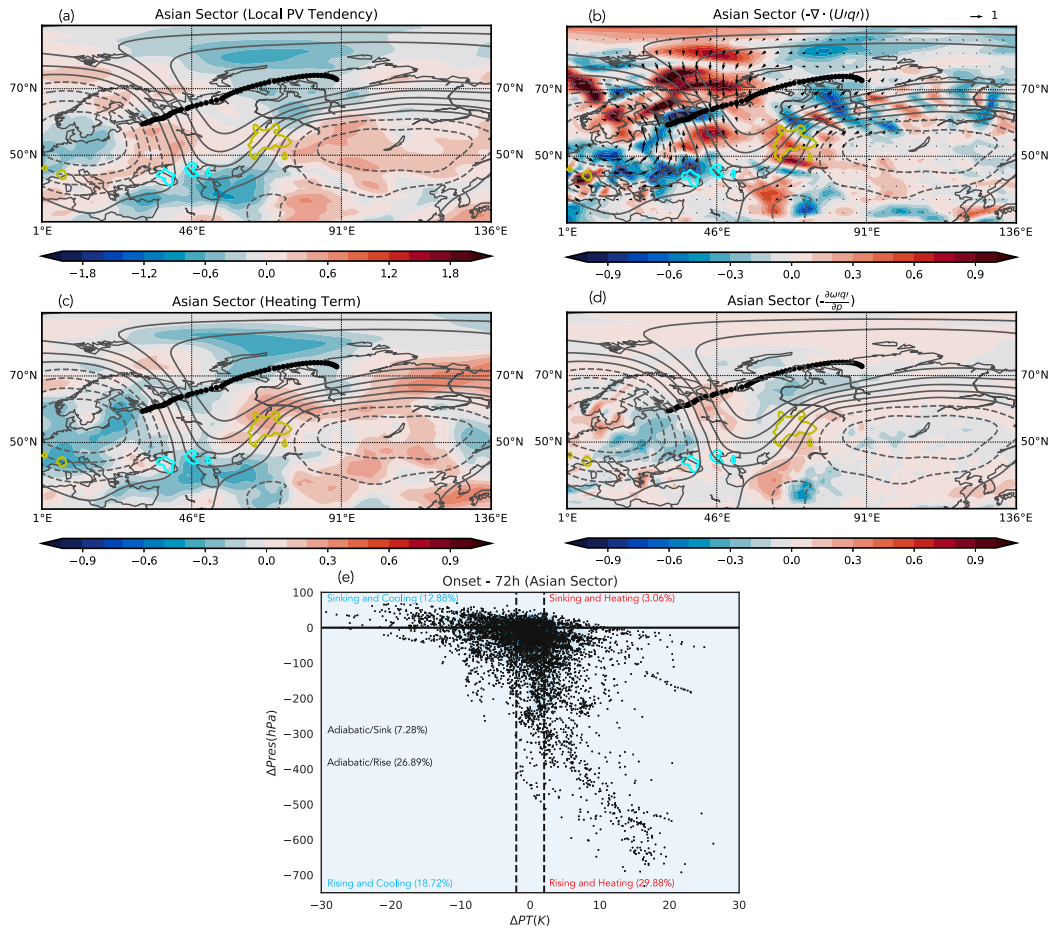 (a) Asian Sector (Local PV Tendency)
70°N 70°N
50°N 50°N
1°E 46°E 91°E 136°E
−1.8 −1.2 −0.6 0.0 0.6 1.2 1.8
(b) Asian Sector (-∇ · (U′q′)) → 1
70°N 70°N
50°N 50°N
1°E 46°E 91°E 136°E
−0.9 −0.6 −0.3 0.0 0.3 0.6 0.9
(c) Asian Sector (Heating Term)
70°N 70°N
50°N 50°N
1°E 46°E 91°E 136°E
−0.9 −0.6 −0.3 0.0 0.3 0.6 0.9
(d) Asian Sector (-∂ω′q′/∂p)
70°N 70°N
50°N 50°N
1°E 46°E 91°E 136°E
−0.9 −0.6 −0.3 0.0 0.3 0.6 0.9
(e) Onset - 72h (Asian Sector)
Sinking and Cooling (12.88%) Sinking and Heating (3.06%)
Adiabatic/Sink (7.28%)
Adiabatic/Rise (26.89%)
Rising and Cooling (18.72%) Rising and Heating (29.88%)
100
0
−100
−200
−300
−400
−500
−600
−700
ΔPres(hPa)
−30 −20 −10 0 10 20 30
ΔPT(K)